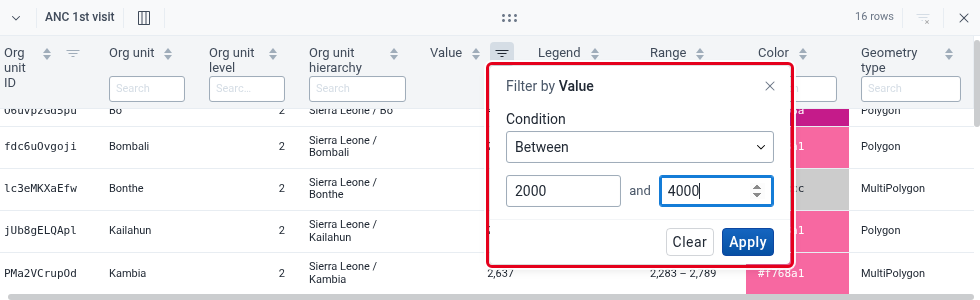 ANC 1st visit
16 rows
Org unit ID
Org unit
Org unit level
Org unit hierarchy
Value
Legend
Range
Color
Geometry type
Search
Searc...
Search
Search
Filter by Value
Condition
Between
2000 and 4000
Clear Apply
O6uvpzGd5pu Bo 2 Sierra Leone / Bo Polygon
fdc6uOvgoji Bombali 2 Sierra Leone / Bombali Polygon
lc3eMKXaEfw Bonthe 2 Sierra Leone / Bonthe MultiPolygon
jUb8gELQApl Kailahun 2 Sierra Leone / Kailahun Polygon
PMa2VCrupOd Kambia 2 Sierra Leone / Kambia 2,637 2,283 – 2,789 #f768a1 MultiPolygon